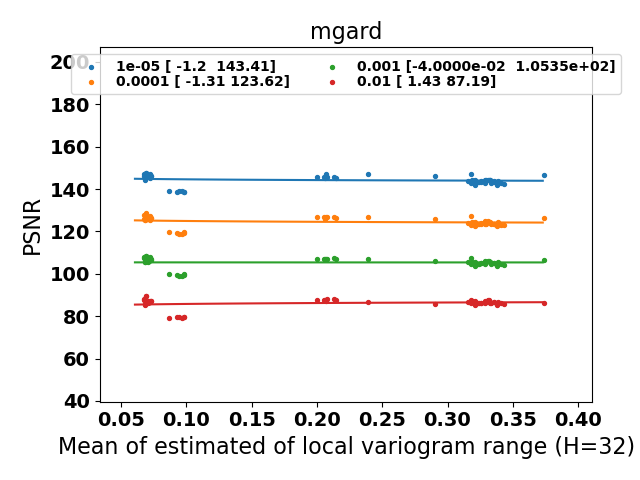 mgard
1e-05 [ -1.2  143.41]
0.0001 [ -1.31 123.62]
0.001 [-4.0000e-02  1.0535e+02]
0.01 [ 1.43 87.19]
200
180
160
140
120
100
80
60
40
PSNR
0.05 0.10 0.15 0.20 0.25 0.30 0.35 0.40
Mean of estimated of local variogram range (H=32)